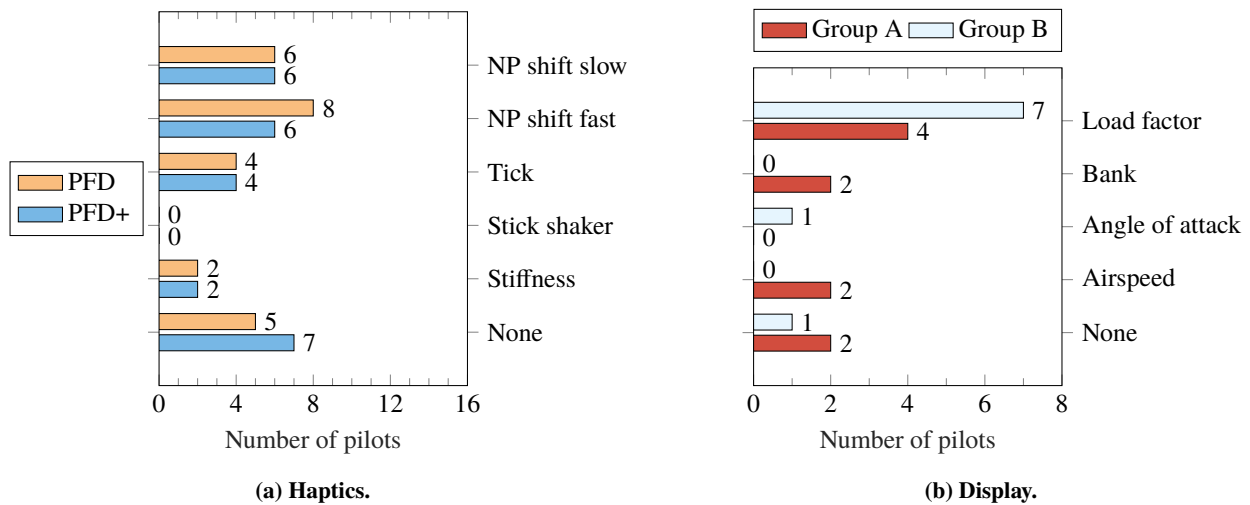 6
6
NP shift slow
8
6
NP shift fast
4
4
Tick
0
0
Stick shaker
2
2
Stiffness
5
7
None
PFD
PFD+
0 4 8 12 16
Number of pilots
(a) Haptics.
Group A Group B
7
4
Load factor
0
2
Bank
1
0
Angle of attack
0
2
Airspeed
1
2
None
0 2 4 6 8
Number of pilots
(b) Display.